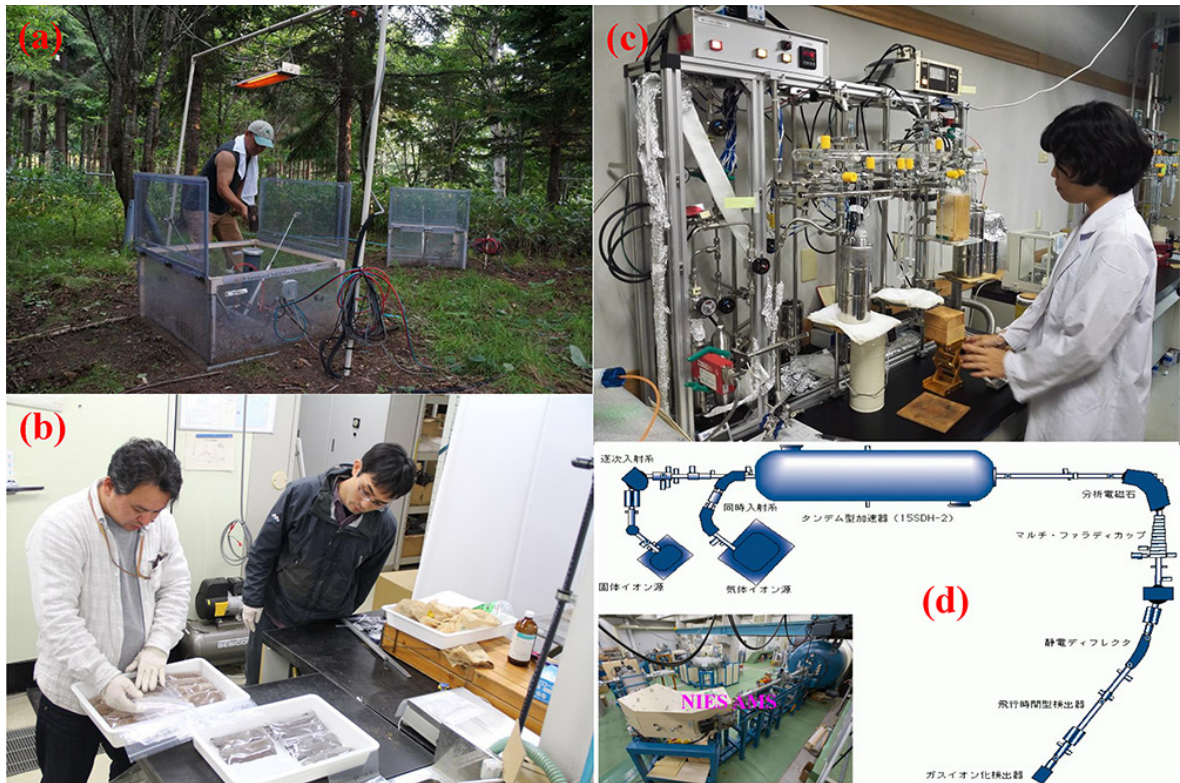 (a)
(b)
BEBICON
(c)
逐次入射系
同時入射系
タンデム型加速器 (15SDH-2)
分析電磁石
マルチ・ファラディカップ
固体イオン源
気体イオン源
(d)
静電ディフレクタ
NIES AMS
飛行時間型検出器
ガスイオン化検出器